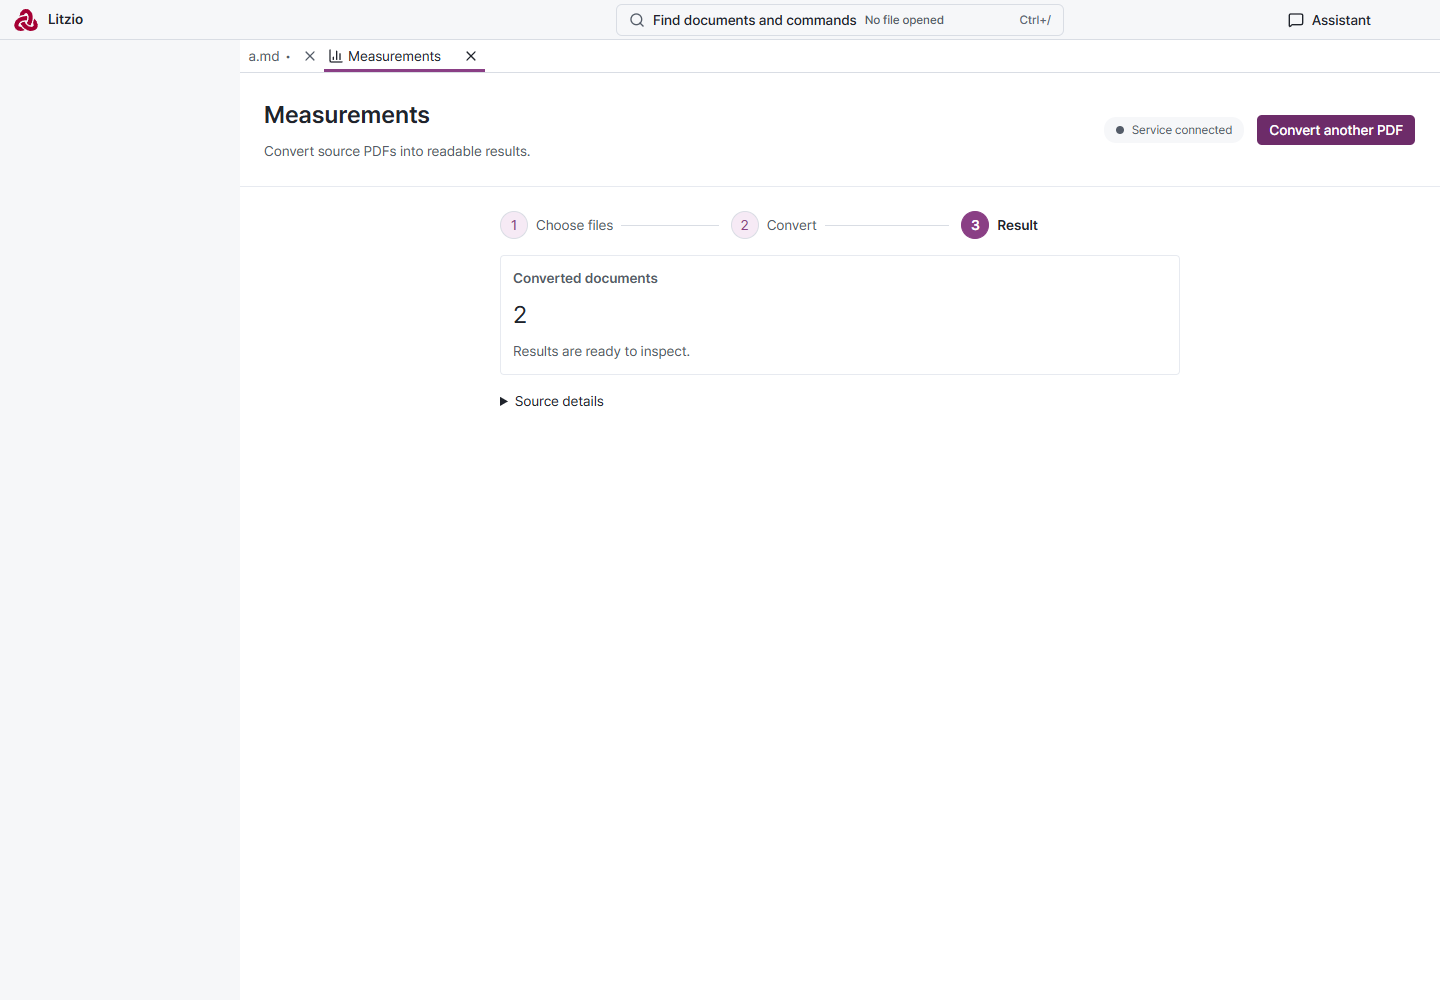 Litzio
Find documents and commands No file opened Ctrl+/
Assistant
a.md •
Measurements
Measurements
Convert source PDFs into readable results.
Service connected
Convert another PDF
1 Choose files
2 Convert
3 Result
Converted documents
2
Results are ready to inspect.
Source details